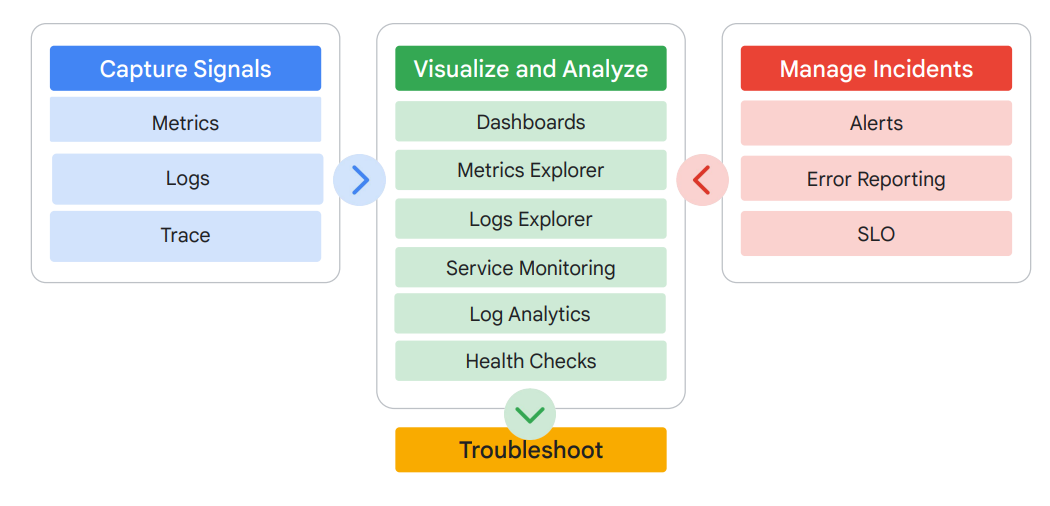 Capture Signals
Metrics
Logs
Trace
Visualize and Analyze
Dashboards
Metrics Explorer
Logs Explorer
Service Monitoring
Log Analytics
Health Checks
Manage Incidents
Alerts
Error Reporting
SLO
Troubleshoot